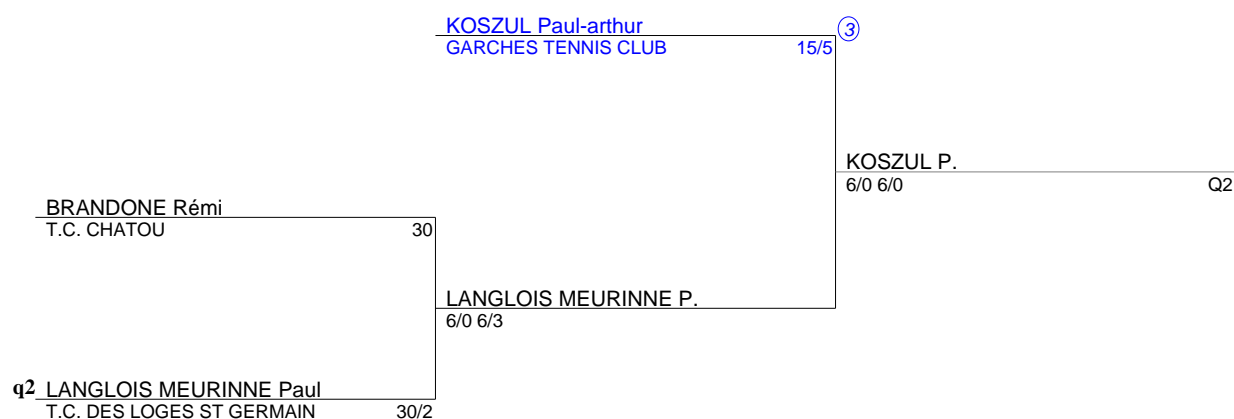 KOSZUL Paul-arthur
3
GARCHES TENNIS CLUB 15/5
KOSZUL P.
6/0 6/0 Q2
BRANDONE Rémi
T.C. CHATOU 30
LANGLOIS MEURINNE P.
6/0 6/3
q2 LANGLOIS MEURINNE Paul
T.C. DES LOGES ST GERMAIN 30/2